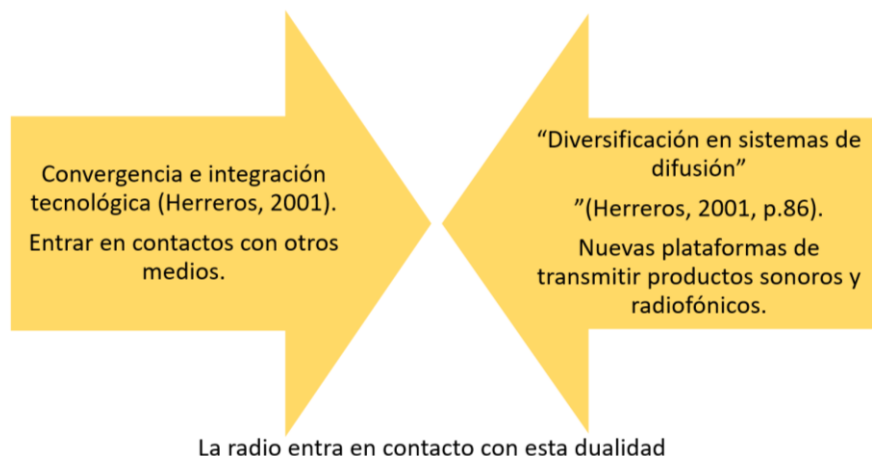 Convergencia e integración
tecnológica (Herreros, 2001).
Entrar en contactos con otros
medios.
“Diversificación en sistemas de
difusión”
”(Herreros, 2001, p.86).
Nuevas plataformas de
transmitir productos sonoros y
radiofónicos.
La radio entra en contacto con esta dualidad